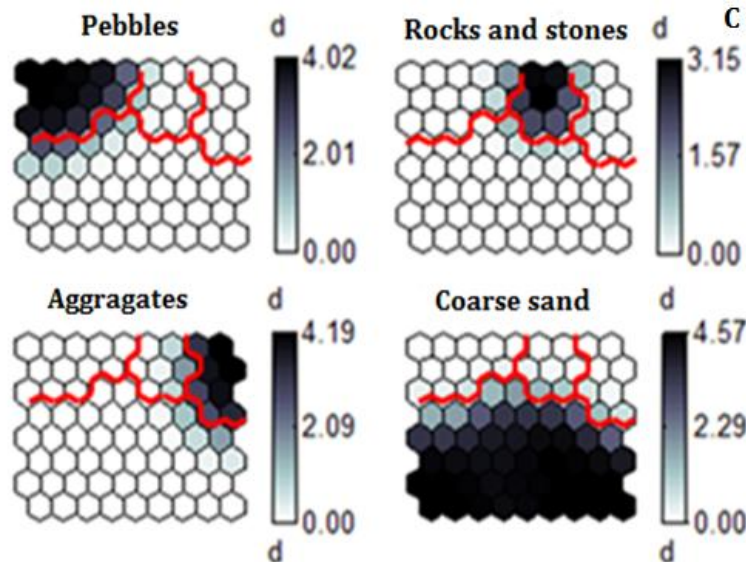 Pebbles d
4.02
2.01
0.00
Rocks and stones d C
3.15
1.57
0.00
Aggragates d
4.19
2.09
0.00
d
Coarse sand d
4.57
2.29
0.00
d